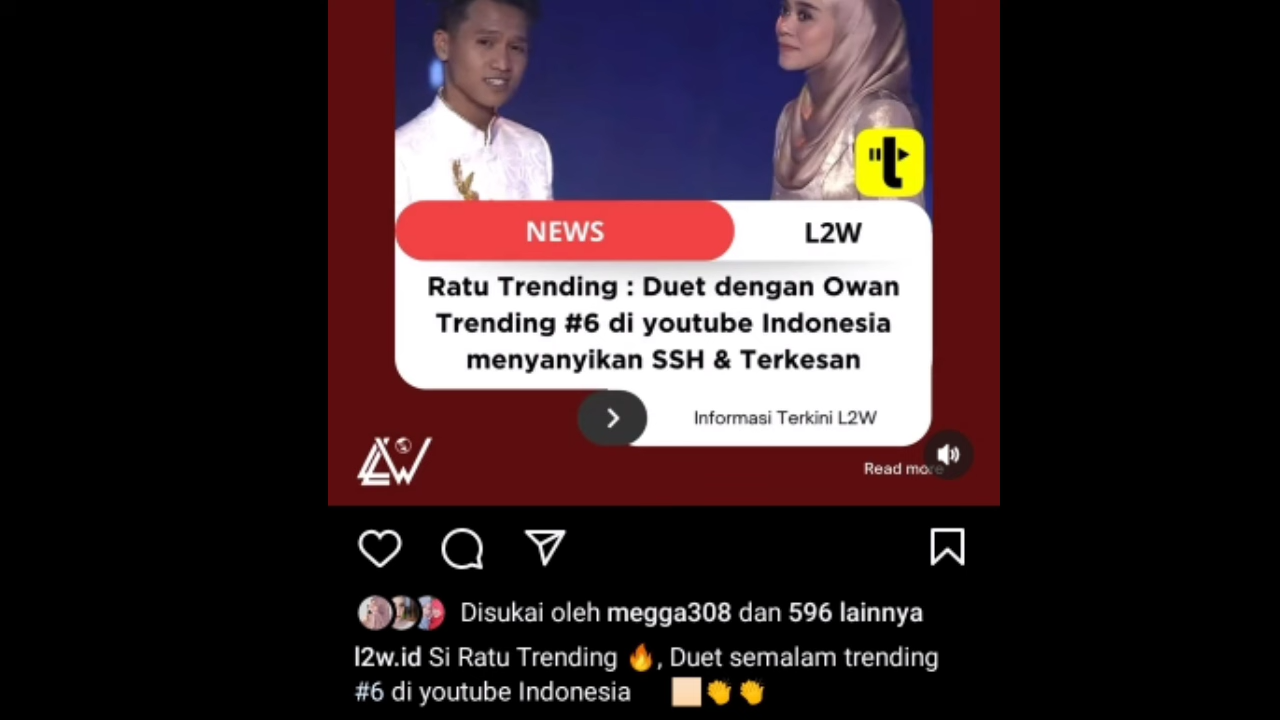 NEWS
L2W
Ratu Trending : Duet dengan Owan
Trending #6 di youtube Indonesia
menyanyikan SSH & Terkesan
Informasi Terkini L2W
Read more
Disukai oleh megga308 dan 596 lainnya
l2w.id Si Ratu Trending 🔥, Duet semalam trending
#6 di youtube Indonesia 🏻👏👏